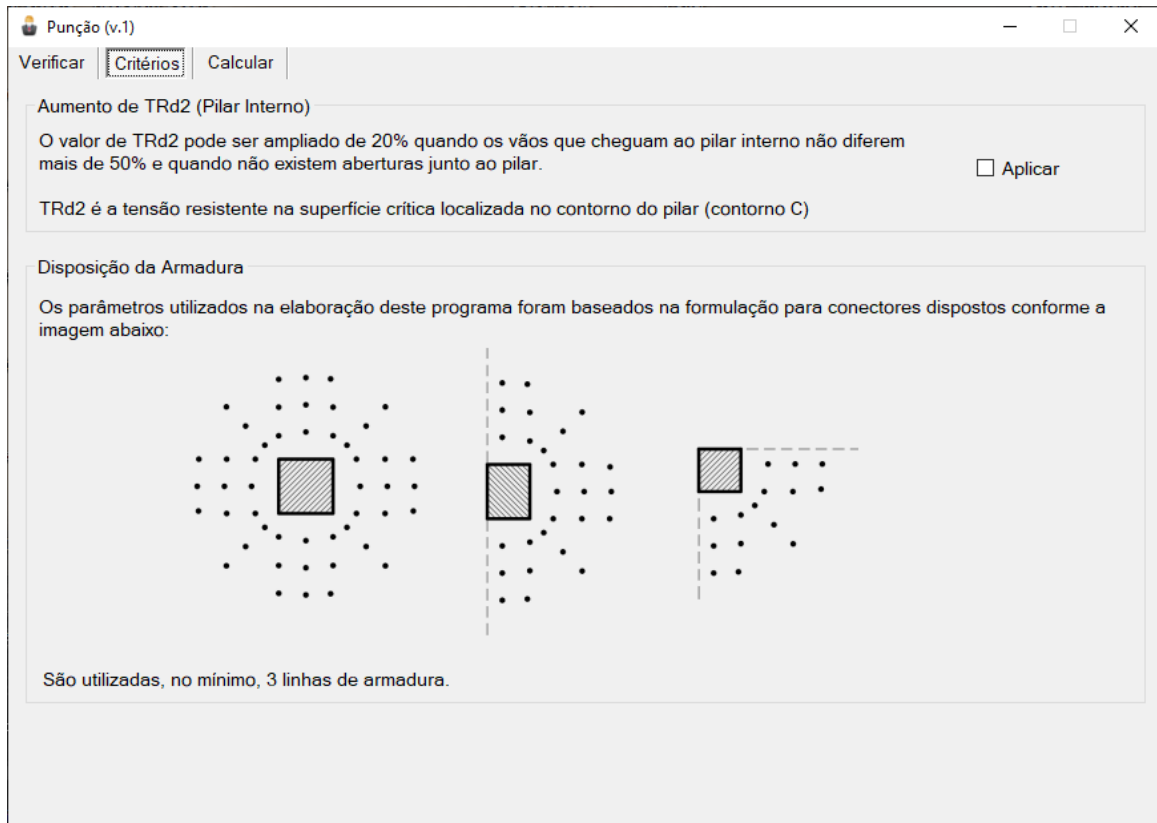 Punção (v.1)
Verificar Critérios Calcular
Aumento de TRd2 (Pilar Interno)
O valor de TRd2 pode ser ampliado de 20% quando os vãos que cheguam ao pilar interno não diferem
mais de 50% e quando não existem aberturas junto ao pilar.
Aplicar
TRd2 é a tensão resistente na superfície crítica localizada no contorno do pilar (contorno C)
Disposição da Armadura
Os parâmetros utilizados na elaboração deste programa foram baseados na formulação para conectores dispostos conforme a
imagem abaixo:
São utilizadas, no mínimo, 3 linhas de armadura.